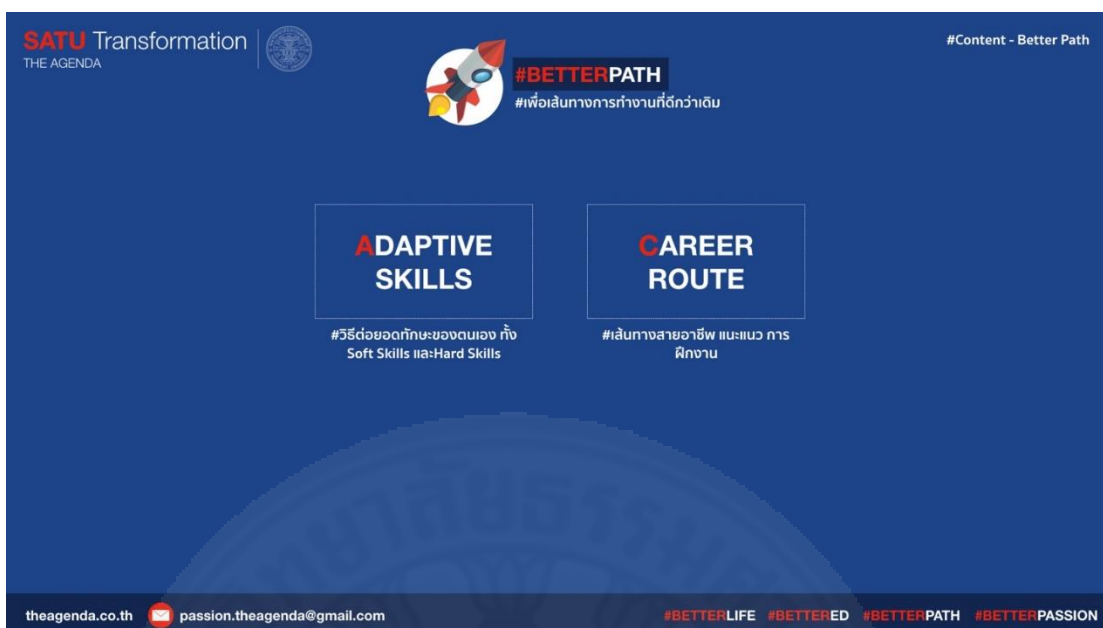 SATU Transformation
THE AGENDA
#Content - Better Path
#BETTERPATH
#เพื่อเส้นทางการทำงานที่ดีกว่าเดิม
ADAPTIVE
SKILLS
#วิธีต่อยอดทักษะของตนเอง ทั้ง
Soft Skills และHard Skills
CAREER
ROUTE
#เส้นทางสายอาชีพ แนะแนว การ
ฝึกงาน
theagenda.co.th
passion.theagenda@gmail.com
#BETTERLIFE #BETTERED #BETTERPATH #BETTERPASSION